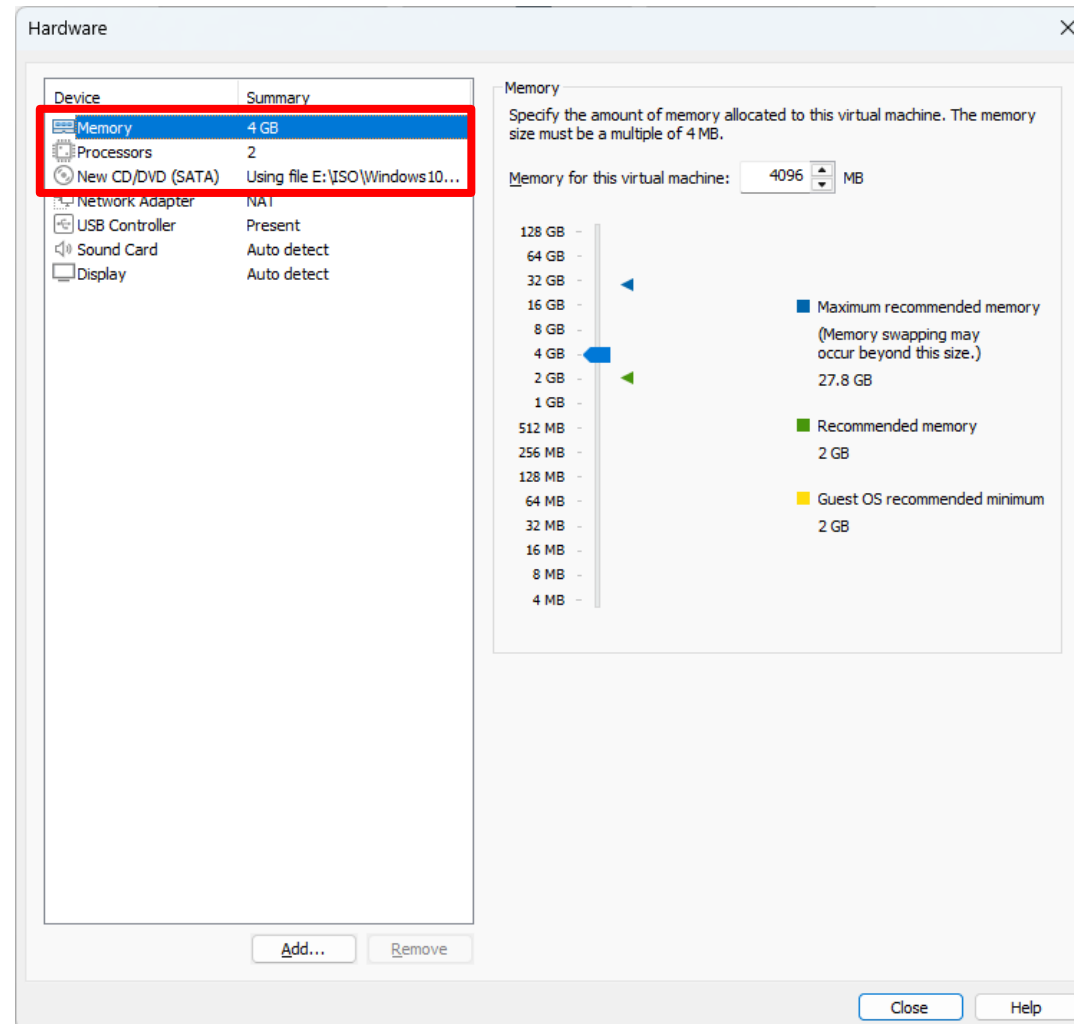 Hardware
Device Summary
Memory 4 GB
Processors 2
New CD/DVD (SATA) Using file E:\ISO\Windows10...
Network Adapter NAT
USB Controller Present
Sound Card Auto detect
Display Auto detect
Add... Remove
Memory
Specify the amount of memory allocated to this virtual machine. The memory
size must be a multiple of 4 MB.
Memory for this virtual machine: 4096 MB
128 GB
64 GB
32 GB
16 GB
8 GB
4 GB
2 GB
1 GB
512 MB
256 MB
128 MB
64 MB
32 MB
16 MB
8 MB
4 MB
Maximum recommended memory
(Memory swapping may
occur beyond this size.)
27.8 GB
Recommended memory
2 GB
Guest OS recommended minimum
2 GB
Close Help